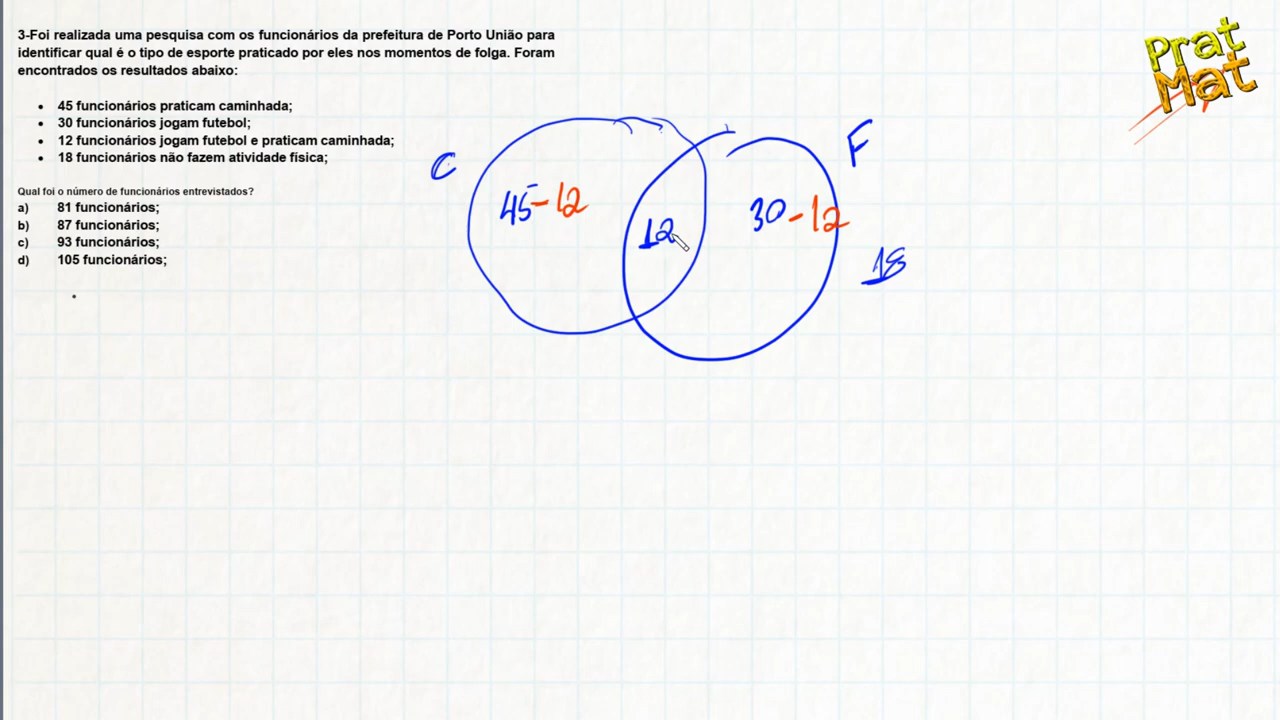 3-Foi realizada uma pesquisa com os funcionários da prefeitura de Porto União para
identificar qual é o tipo de esporte praticado por eles nos momentos de folga. Foram
encontrados os resultados abaixo:
• 45 funcionários praticam caminhada;
• 30 funcionários jogam futebol;
• 12 funcionários jogam futebol e praticam caminhada;
• 18 funcionários não fazem atividade física;
Qual foi o número de funcionários entrevistados?
a) 81 funcionários;
b) 87 funcionários;
c) 93 funcionários;
d) 105 funcionários;
C
45-12
12
30-12
F
18
Prat
Mat